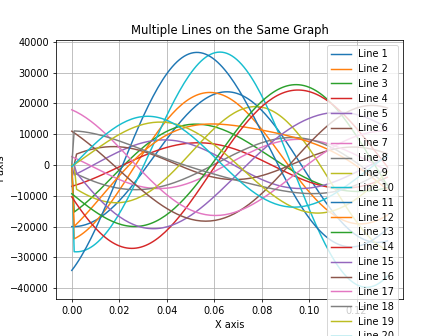 Multiple Lines on the Same Graph
40000
30000
20000
10000
0
−10000
−20000
−30000
−40000
0.00 0.02 0.04 0.06 0.08 0.10
X axis
axis
Line 1
Line 2
Line 3
Line 4
Line 5
Line 6
Line 7
Line 8
Line 9
Line 10
Line 11
Line 12
Line 13
Line 14
Line 15
Line 16
Line 17
Line 18
Line 19
Line 20